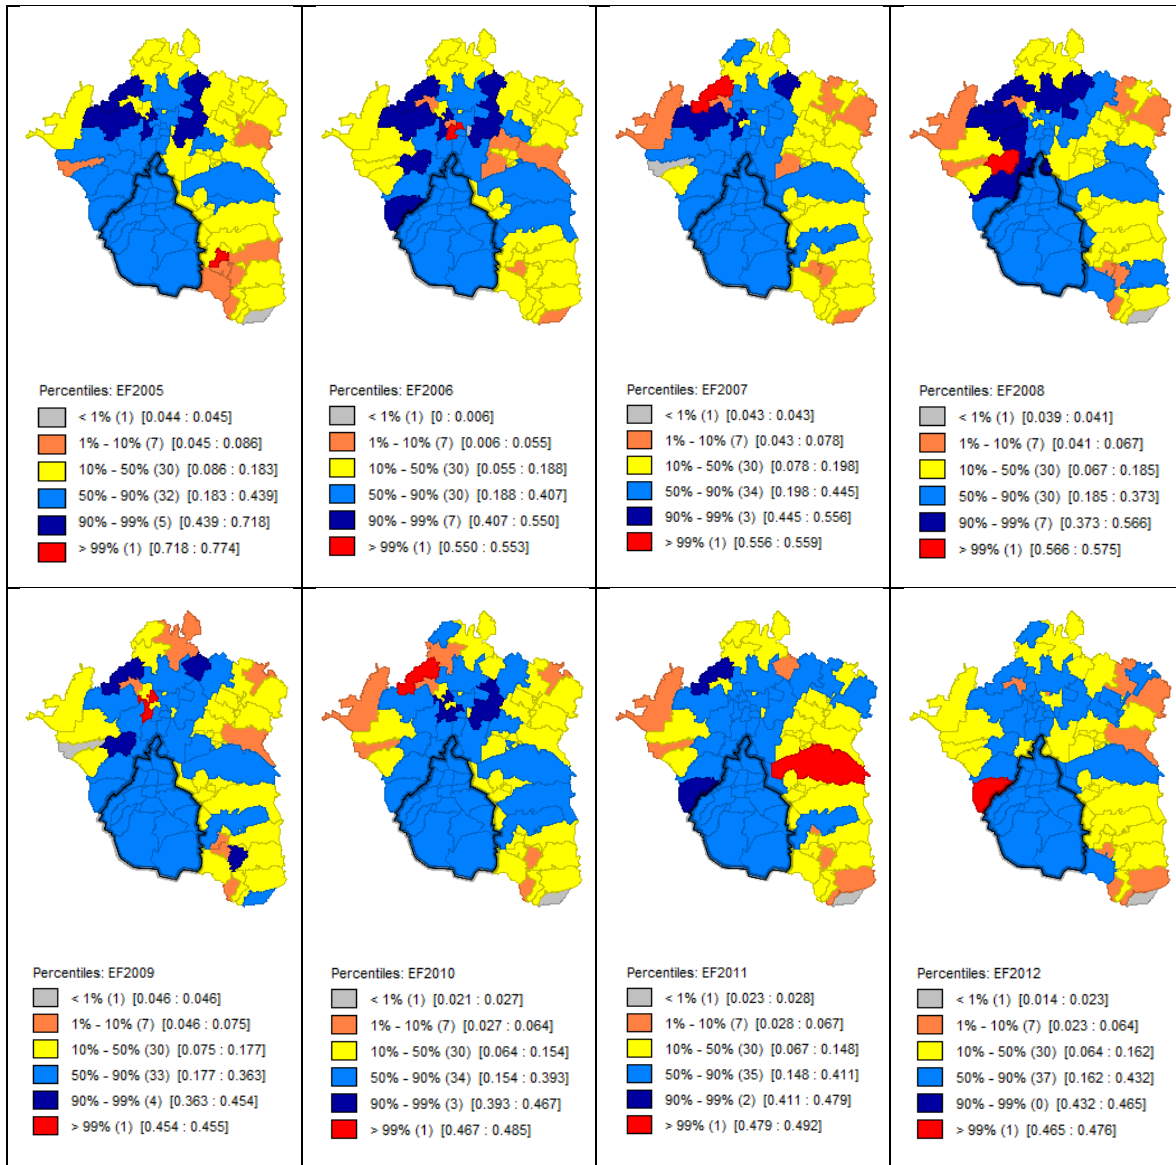 Percentiles: EF2005
< 1% (1) [0.044 : 0.045]
1% - 10% (7) [0.045 : 0.086]
10% - 50% (30) [0.086 : 0.183]
50% - 90% (32) [0.183 : 0.439]
90% - 99% (5) [0.439 : 0.718]
> 99% (1) [0.718 : 0.774]
Percentiles: EF2006
< 1% (1) [0 : 0.006]
1% - 10% (7) [0.006 : 0.055]
10% - 50% (30) [0.055 : 0.188]
50% - 90% (30) [0.188 : 0.407]
90% - 99% (7) [0.407 : 0.550]
> 99% (1) [0.550 : 0.553]
Percentiles: EF2007
< 1% (1) [0.043 : 0.043]
1% - 10% (7) [0.043 : 0.078]
10% - 50% (30) [0.078 : 0.198]
50% - 90% (34) [0.198 : 0.445]
90% - 99% (3) [0.445 : 0.556]
> 99% (1) [0.556 : 0.559]
Percentiles: EF2008
< 1% (1) [0.039 : 0.041]
1% - 10% (7) [0.041 : 0.067]
10% - 50% (30) [0.067 : 0.185]
50% - 90% (30) [0.185 : 0.373]
90% - 99% (7) [0.373 : 0.566]
> 99% (1) [0.566 : 0.575]
Percentiles: EF2009
< 1% (1) [0.046 : 0.046]
1% - 10% (7) [0.046 : 0.075]
10% - 50% (30) [0.075 : 0.177]
50% - 90% (33) [0.177 : 0.363]
90% - 99% (4) [0.363 : 0.454]
> 99% (1) [0.454 : 0.455]
Percentiles: EF2010
< 1% (1) [0.021 : 0.027]
1% - 10% (7) [0.027 : 0.064]
10% - 50% (30) [0.064 : 0.154]
50% - 90% (34) [0.154 : 0.393]
90% - 99% (3) [0.393 : 0.467]
> 99% (1) [0.467 : 0.485]
Percentiles: EF2011
< 1% (1) [0.023 : 0.028]
1% - 10% (7) [0.028 : 0.067]
10% - 50% (30) [0.067 : 0.148]
50% - 90% (35) [0.148 : 0.411]
90% - 99% (2) [0.411 : 0.479]
> 99% (1) [0.479 : 0.492]
Percentiles: EF2012
< 1% (1) [0.014 : 0.023]
1% - 10% (7) [0.023 : 0.064]
10% - 50% (30) [0.064 : 0.162]
50% - 90% (37) [0.162 : 0.432]
90% - 99% (0) [0.432 : 0.465]
> 99% (1) [0.465 : 0.476]